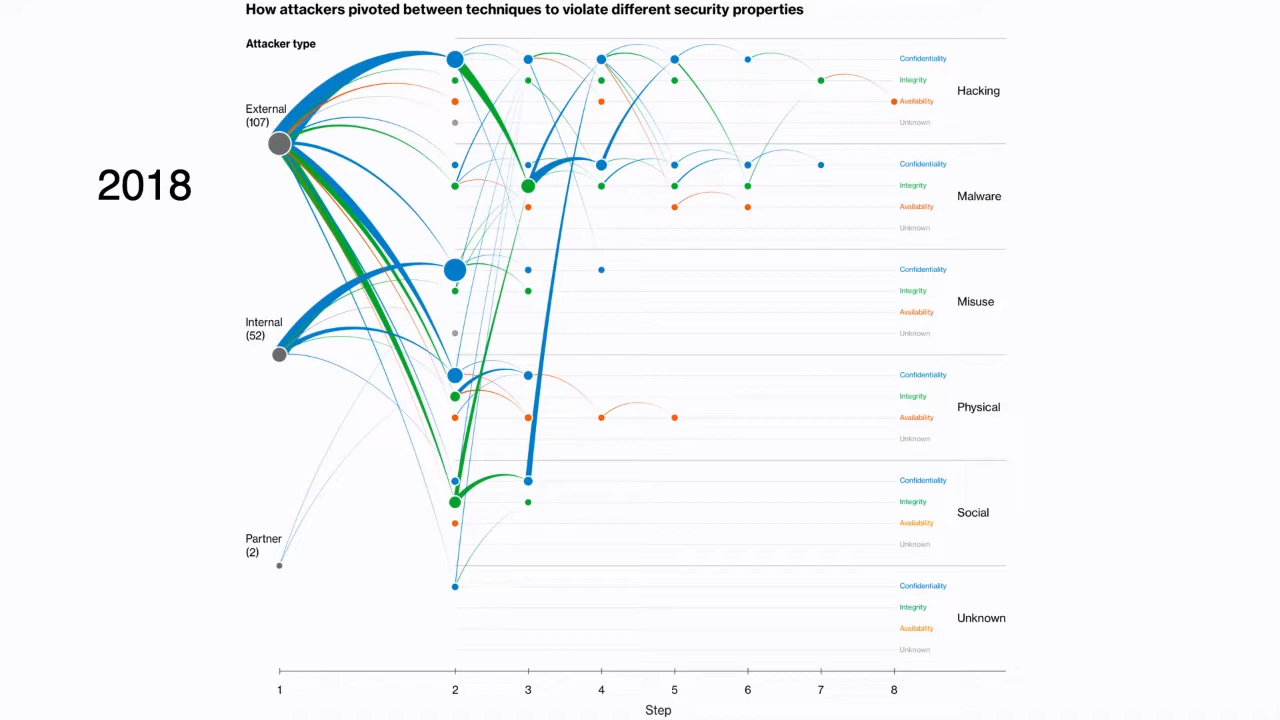 How attackers pivoted between techniques to violate different security properties
Attacker type
External
(107)
2018
Internal
(52)
Partner
(2)
Confidentiality
Integrity
Availability
Unknown
Hacking
Confidentiality
Integrity
Availability
Unknown
Malware
Confidentiality
Integrity
Availability
Unknown
Misuse
Confidentiality
Integrity
Availability
Unknown
Physical
Confidentiality
Integrity
Availability
Unknown
Social
Confidentiality
Integrity
Availability
Unknown
Unknown
1 2 3 4 5 6 7 8
Step